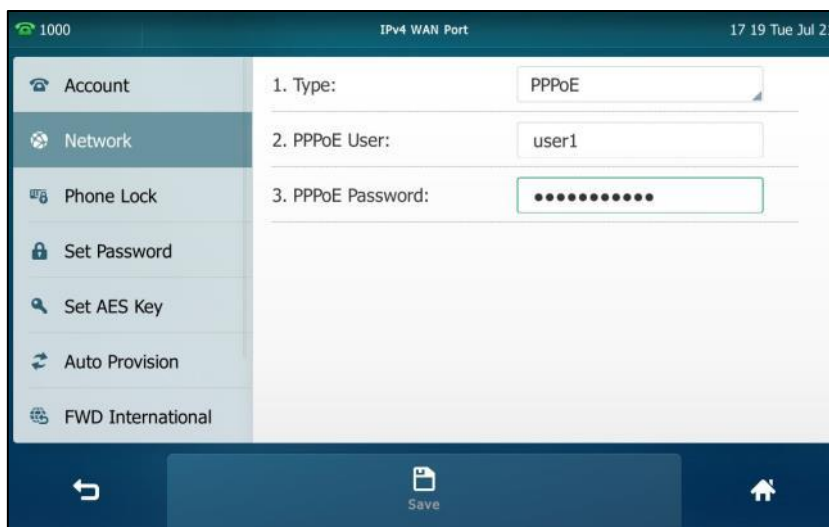 1000
IPv4 WAN Port
17 19 Tue Jul 2
Account
Network
Phone Lock
Set Password
Set AES Key
Auto Provision
FWD International
1. Type:
PPPoE
2. PPPoE User:
user1
3. PPPoE Password:
●●●●●●●●●●●
Save